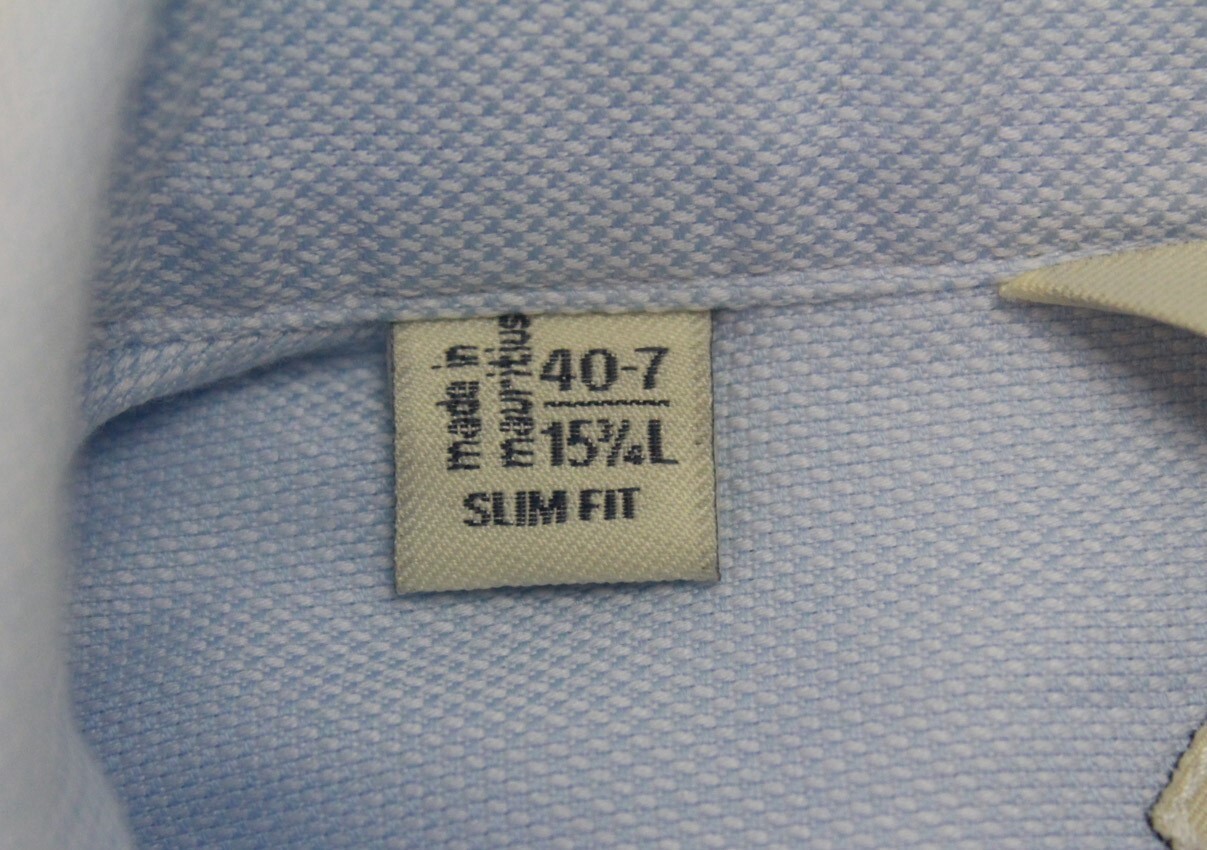 made in
mauritius
40-7
15¾L
SLIM FIT